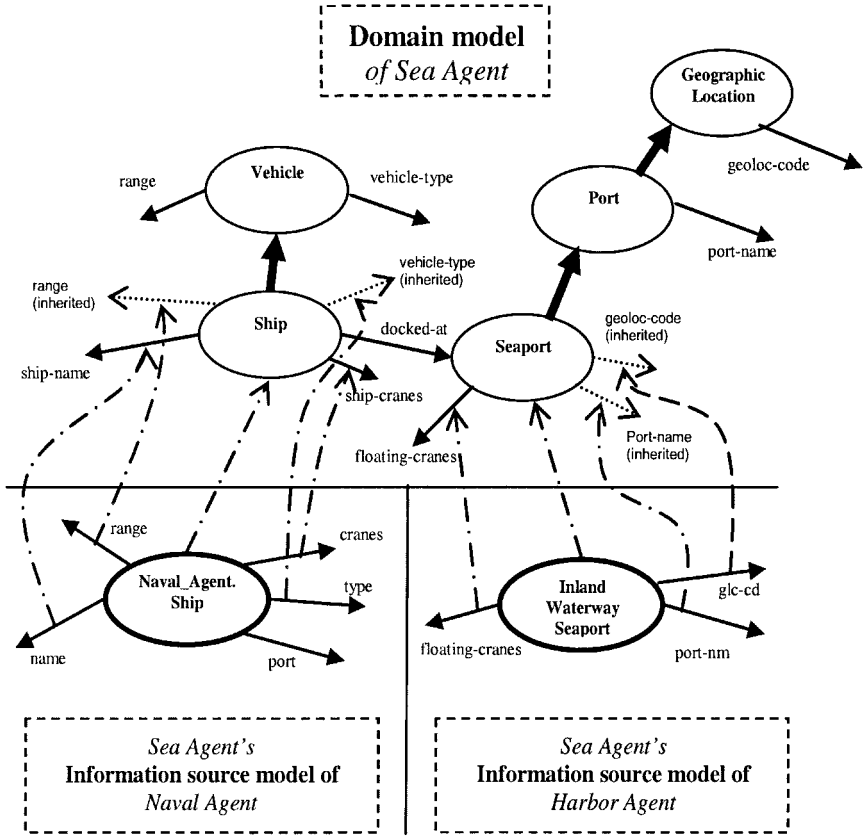 Domain model
of Sea Agent
Geographic
Location
geoloc-code
Vehicle
range
vehicle-type
Port
port-name
vehicle-type
(inherited)
range
(inherited)
Ship
docked-at
Seaport
geoloc-code
(inherited)
ship-name
ship-cranes
Port-name
(inherited)
floating-cranes
range
cranes
Naval_Agent.
Ship
type
name
port
Inland
Waterway
Seaport
glc-cd
floating-cranes
port-nm
Sea Agent's
Information source model of
Naval Agent
Sea Agent's
Information source model of
Harbor Agent